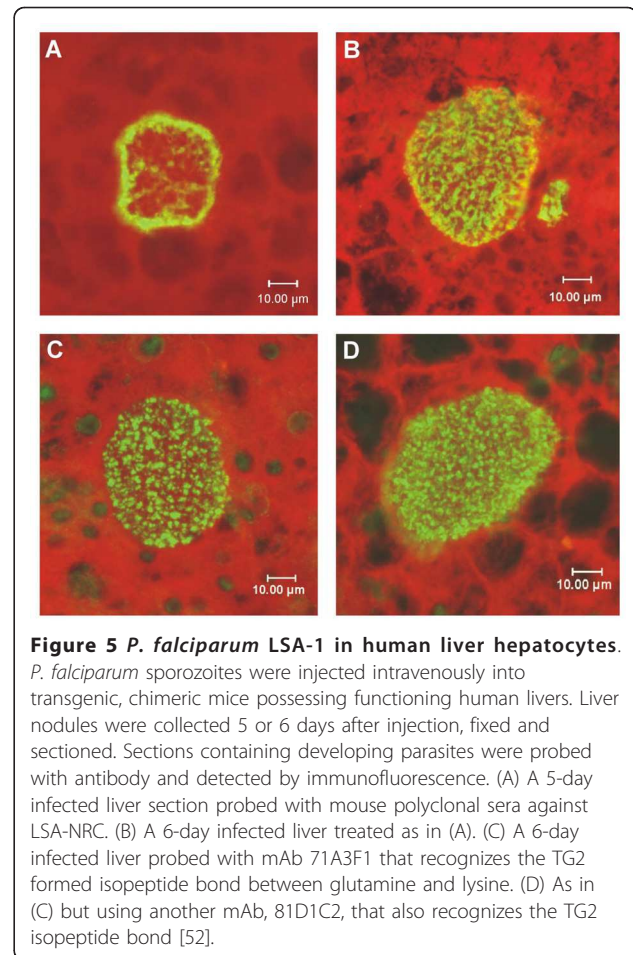 A
B
10.00 µm
10.00 µm
C
D
10.00 µm
10.00 µm
Figure 5 P. falciparum LSA-1 in human liver hepatocytes.
P. falciparum sporozoites were injected intravenously into
transgenic, chimeric mice possessing functioning human livers. Liver
nodules were collected 5 or 6 days after injection, fixed and
sectioned. Sections containing developing parasites were probed
with antibody and detected by immunofluorescence. (A) A 5-day
infected liver section probed with mouse polyclonal sera against
LSA-NRC. (B) A 6-day infected liver treated as in (A). (C) A 6-day
infected liver probed with mAb 71A3F1 that recognizes the TG2
formed isopeptide bond between glutamine and lysine. (D) As in
(C) but using another mAb, 81D1C2, that also recognizes the TG2
isopeptide bond [52].